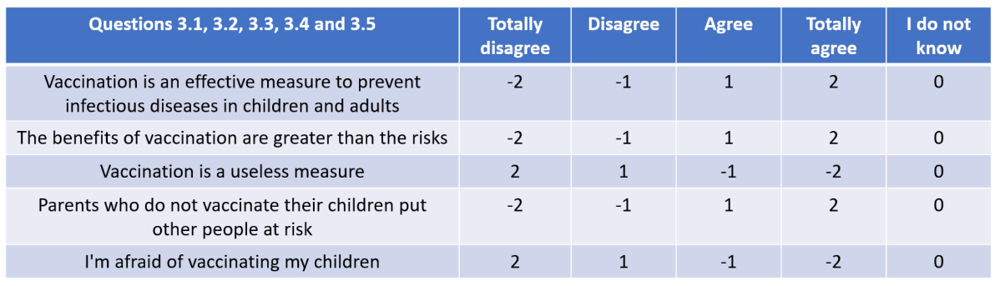 Questions 3.1, 3.2, 3.3, 3.4 and 3.5 Totally disagree Disagree Agree Totally agree I do not know
Vaccination is an effective measure to prevent infectious diseases in children and adults -2 -1 1 2 0
The benefits of vaccination are greater than the risks -2 -1 1 2 0
Vaccination is a useless measure 2 1 -1 -2 0
Parents who do not vaccinate their children put other people at risk -2 -1 1 2 0
I'm afraid of vaccinating my children 2 1 -1 -2 0